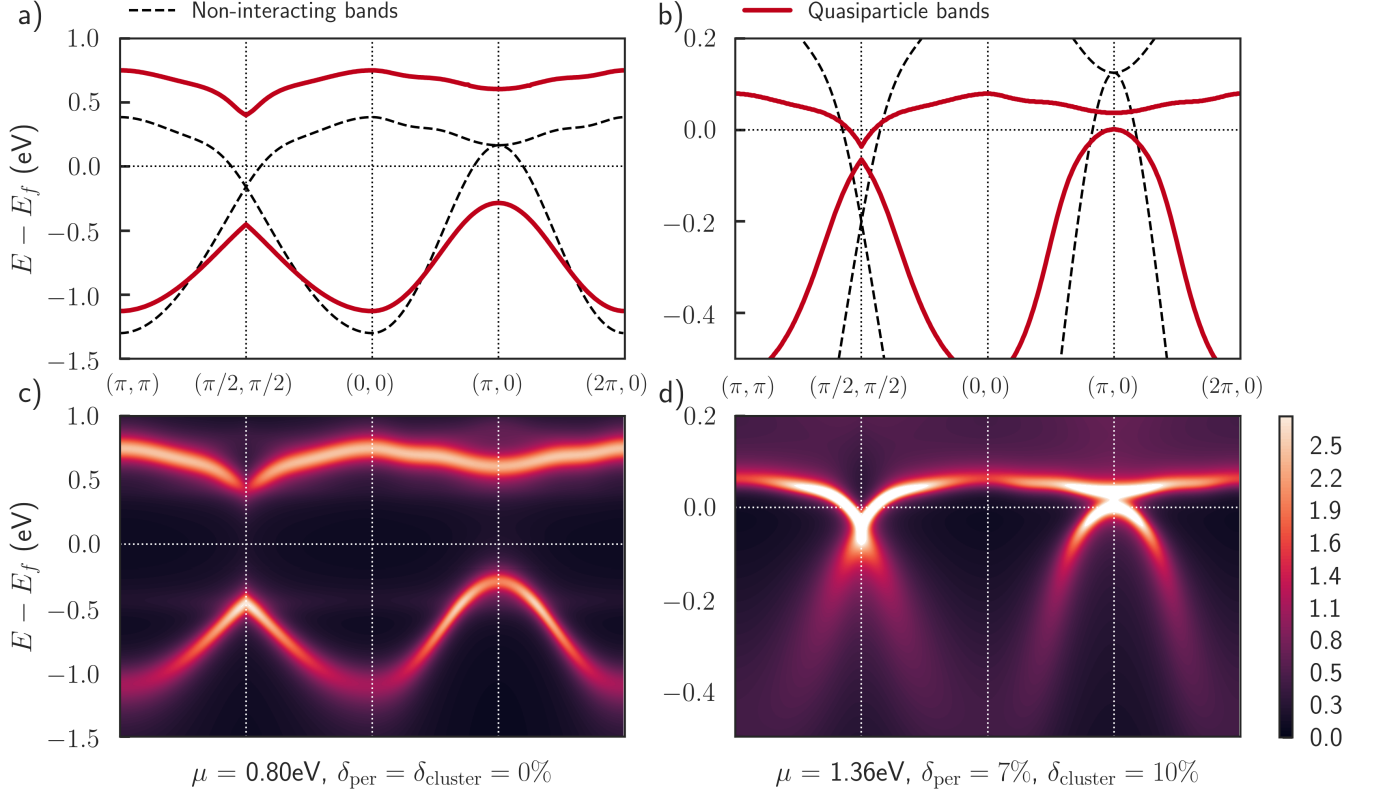 a)
Non-interacting bands
b)
Quasiparticle bands
1.0
0.5
0.0
−0.5
−1.0
−1.5
E − E_f (eV)
0.2
0.0
−0.2
−0.4
(π, π)
(π/2, π/2)
(0, 0)
(π, 0)
(2π, 0)
(π, π)
(π/2, π/2)
(0, 0)
(π, 0)
(2π, 0)
c)
d)
1.0
0.5
0.0
−0.5
−1.0
−1.5
E − E_f (eV)
0.2
0.0
−0.2
−0.4
2.5
2.2
1.9
1.6
1.4
1.1
0.8
0.5
0.3
0.0
μ = 0.80eV, δ_per = δ_cluster = 0%
μ = 1.36eV, δ_per = 7%, δ_cluster = 10%